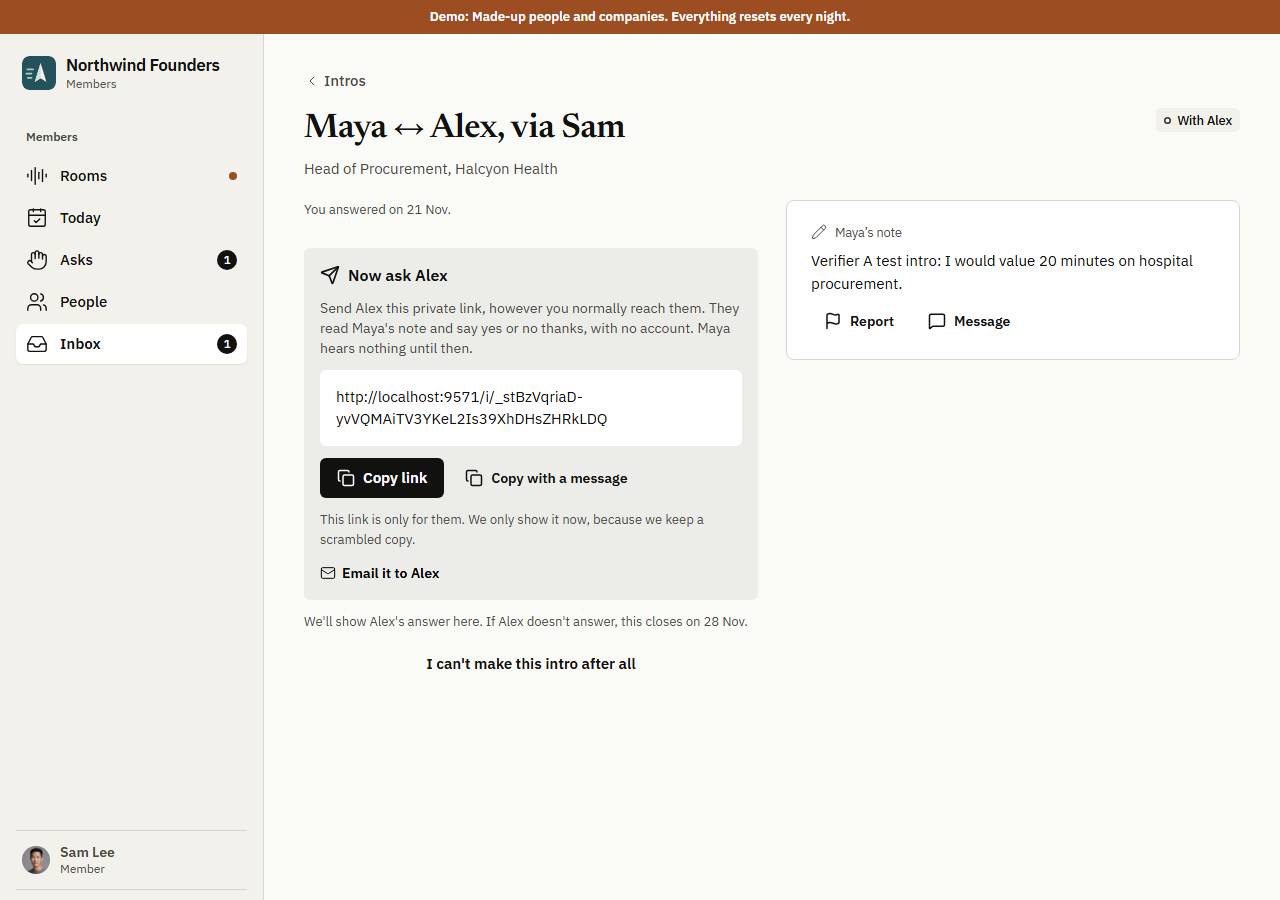 Demo: Made-up people and companies. Everything resets every night.
Northwind Founders
Members
Members
Rooms
Today
Asks
1
People
Inbox
1
Sam Lee
Member
Intros
Maya ↔ Alex, via Sam
With Alex
Head of Procurement, Halcyon Health
You answered on 21 Nov.
Now ask Alex
Send Alex this private link, however you normally reach them. They
read Maya's note and say yes or no thanks, with no account. Maya
hears nothing until then.
http://localhost:9571/i/_stBzVqriaD-
yvVQMAiTV3YKeL2Is39XhDHsZHRkLDQ
Copy link
Copy with a message
This link is only for them. We only show it now, because we keep a
scrambled copy.
Email it to Alex
We'll show Alex's answer here. If Alex doesn't answer, this closes on 28 Nov.
I can't make this intro after all
Maya's note
Verifier A test intro: I would value 20 minutes on hospital
procurement.
Report
Message